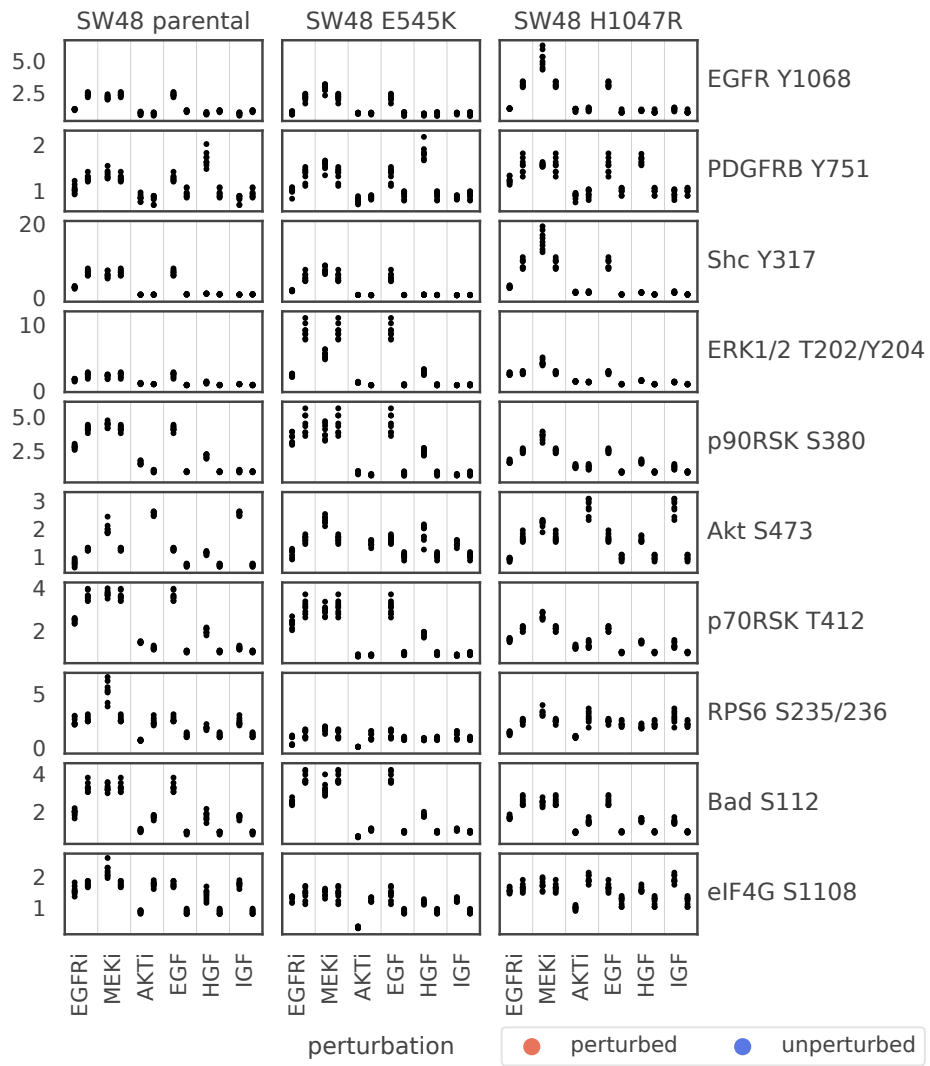 SW48 parental SW48 E545K SW48 H1047R
5.0
2.5
EGFR Y1068
2
1
PDGFRB Y751
20
0
Shc Y317
10
0
ERK1/2 T202/Y204
5.0
2.5
p90RSK S380
3
2
1
Akt S473
4
2
p70RSK T412
5
0
RPS6 S235/236
4
2
Bad S112
2
1
eIF4G S1108
EGFRi MEKi AKTi EGF HGF IGF EGFRi MEKi AKTi EGF HGF IGF EGFRi MEKi AKTi EGF HGF IGF
perturbation perturbed unperturbed